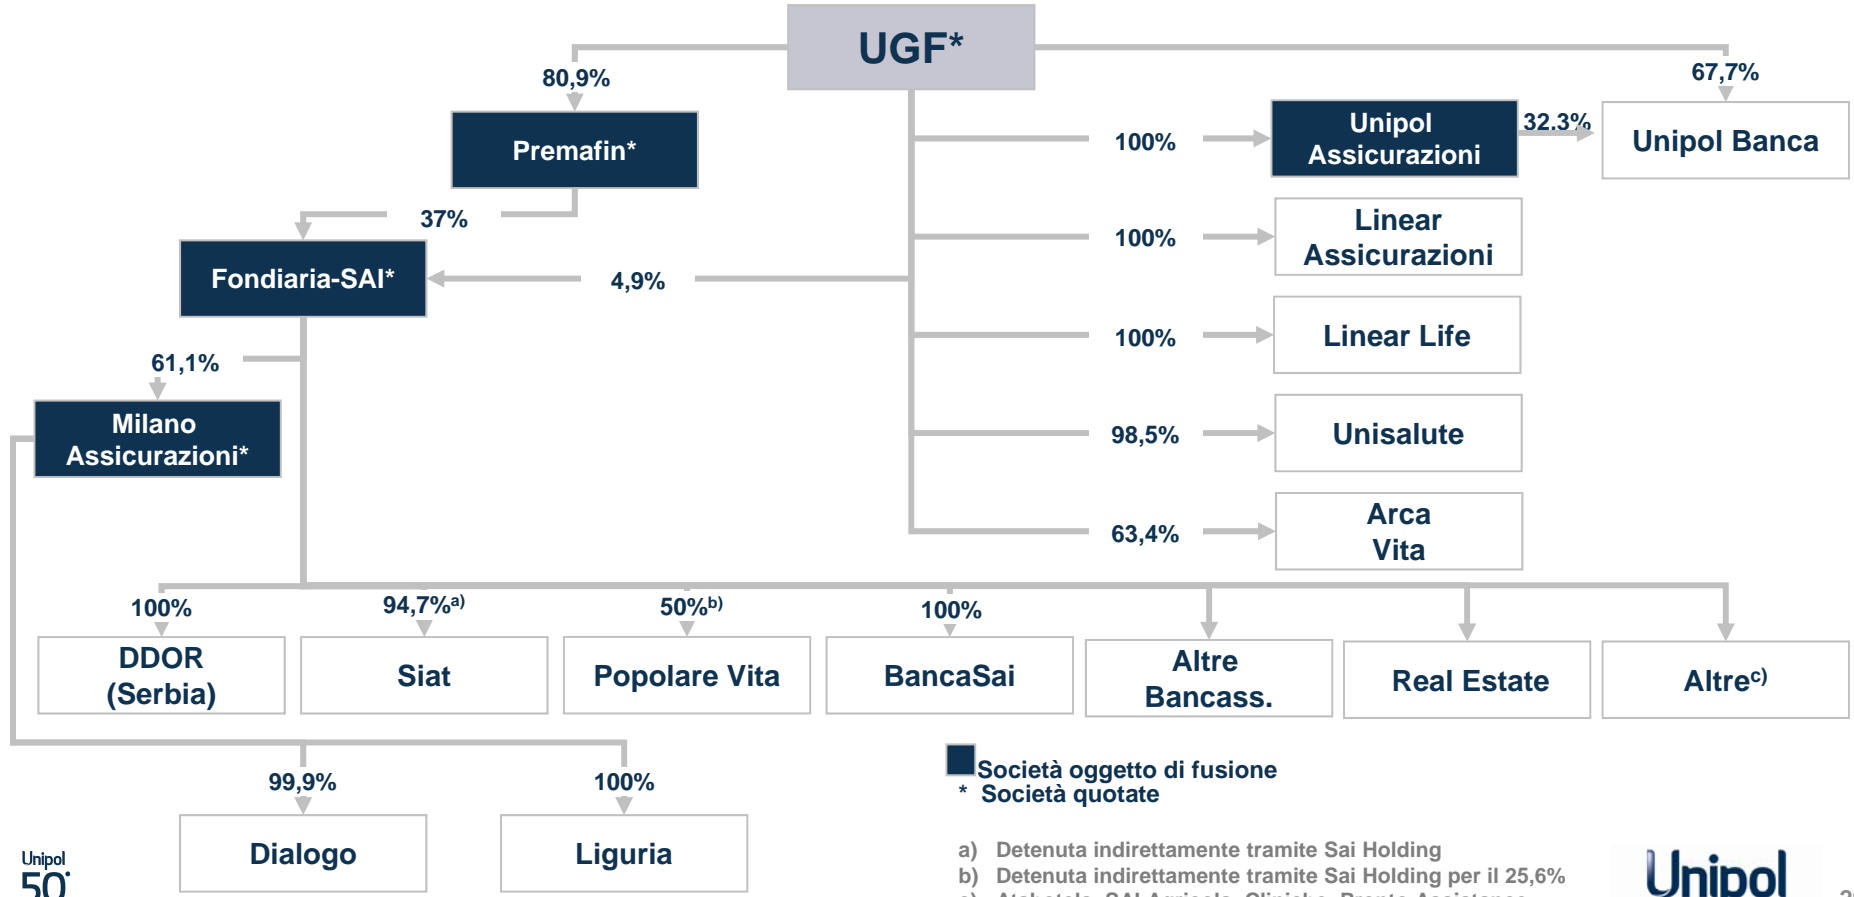 UGF*
80,9%
67,7%
Premafin*
100%
Unipol
Assicurazioni
32.3%
Unipol Banca
37%
100%
Linear
Assicurazioni
Fondiaria-SAI*
4,9%
100%
Linear Life
61,1%
Milano
Assicurazioni*
98,5%
Unisalute
63,4%
Arca
Vita
100%
94,7%a)
50%b)
100%
DDOR
(Serbia)
Siat
Popolare Vita
BancaSai
Altre
Bancass.
Real Estate
Altrec)
99,9%
100%
Dialogo
Liguria
Società oggetto di fusione
* Società quotate
a) Detenuta indirettamente tramite Sai Holding
b) Detenuta indirettamente tramite Sai Holding per il 25,6%
Unipol
50°
Unipol